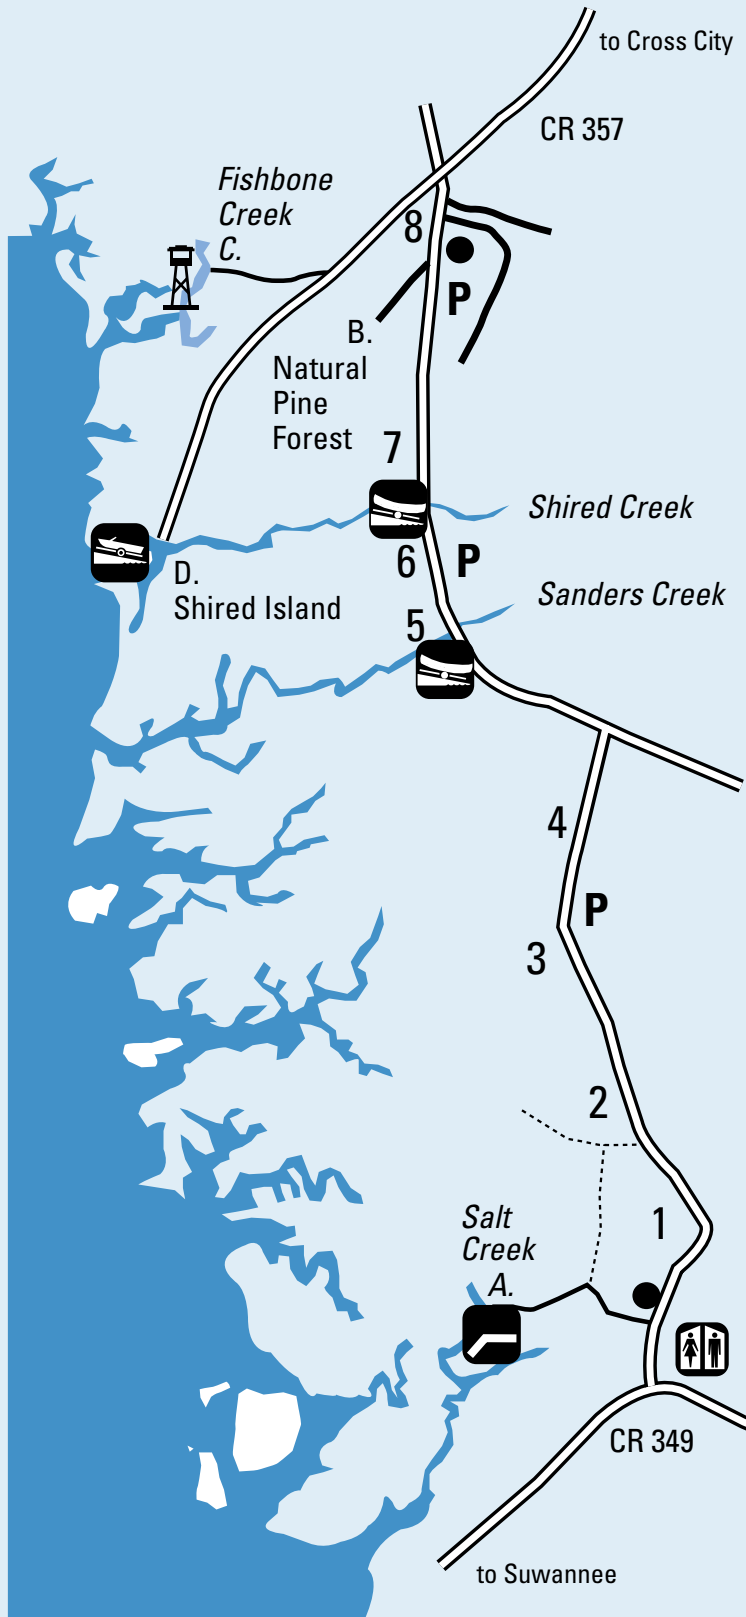 to Cross City
CR 357
Fishbone
Creek
C.
8
P
B.
Natural
Pine
Forest
7
Shired Creek
6
P
D.
Shired Island
Sanders Creek
5
4
P
3
2
1
Salt
Creek
A.
CR 349
to Suwannee